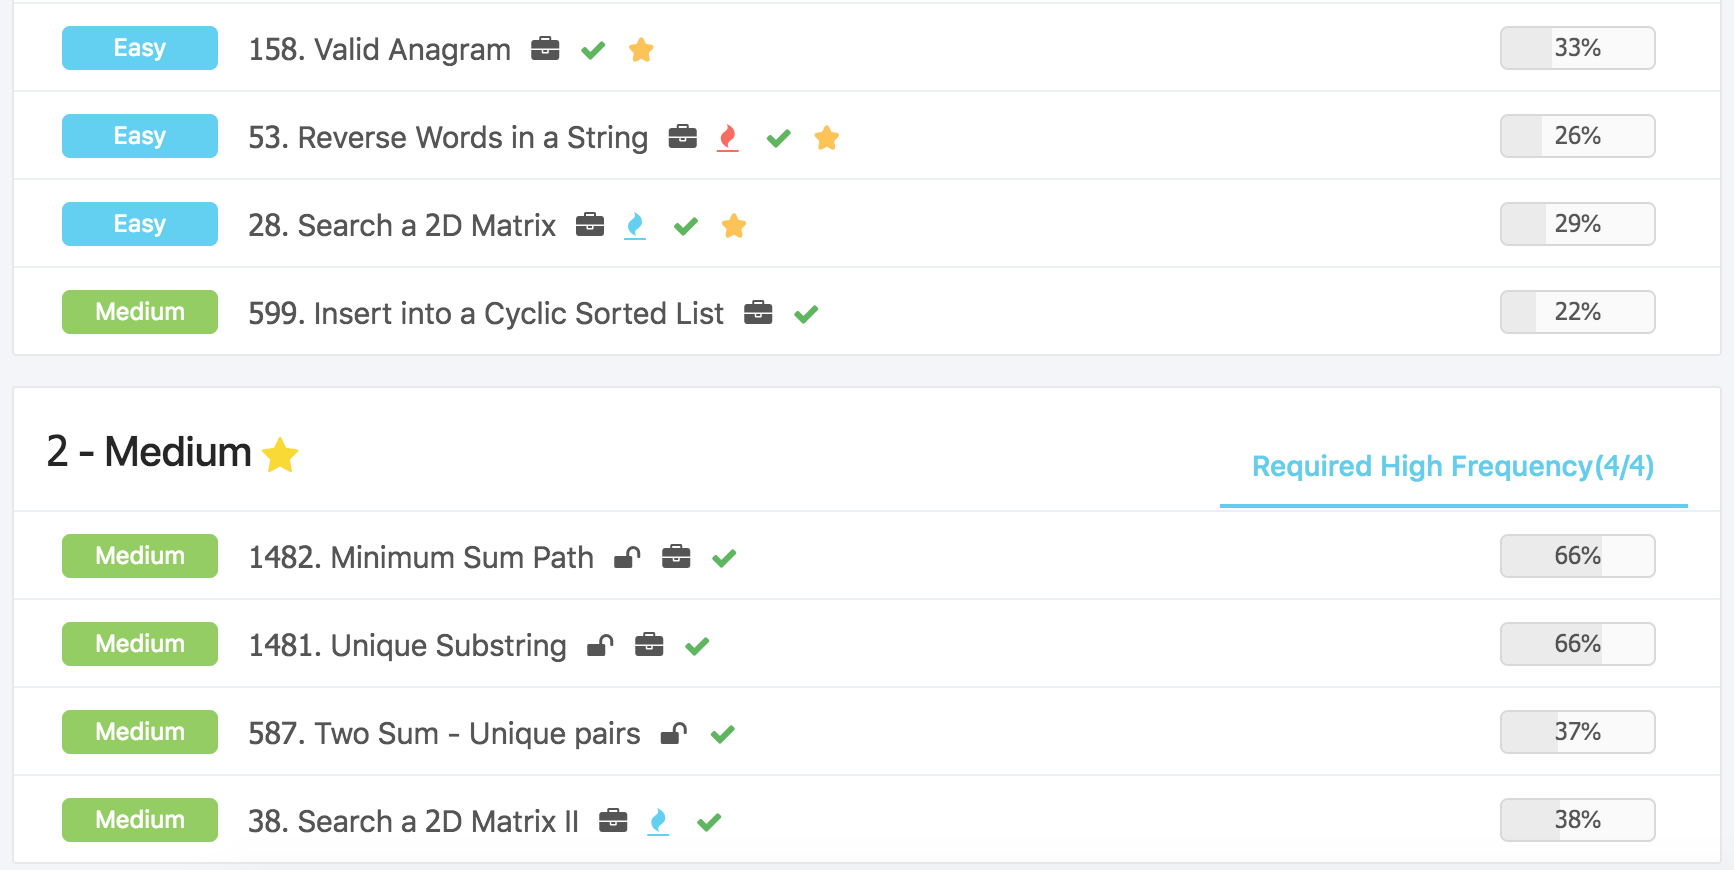 Easy 158. Valid Anagram 33%
Easy 53. Reverse Words in a String 26%
Easy 28. Search a 2D Matrix 29%
Medium 599. Insert into a Cyclic Sorted List 22%
2 - Medium
Required High Frequency(4/4)
Medium 1482. Minimum Sum Path 66%
Medium 1481. Unique Substring 66%
Medium 587. Two Sum - Unique pairs 37%
Medium 38. Search a 2D Matrix II 38%